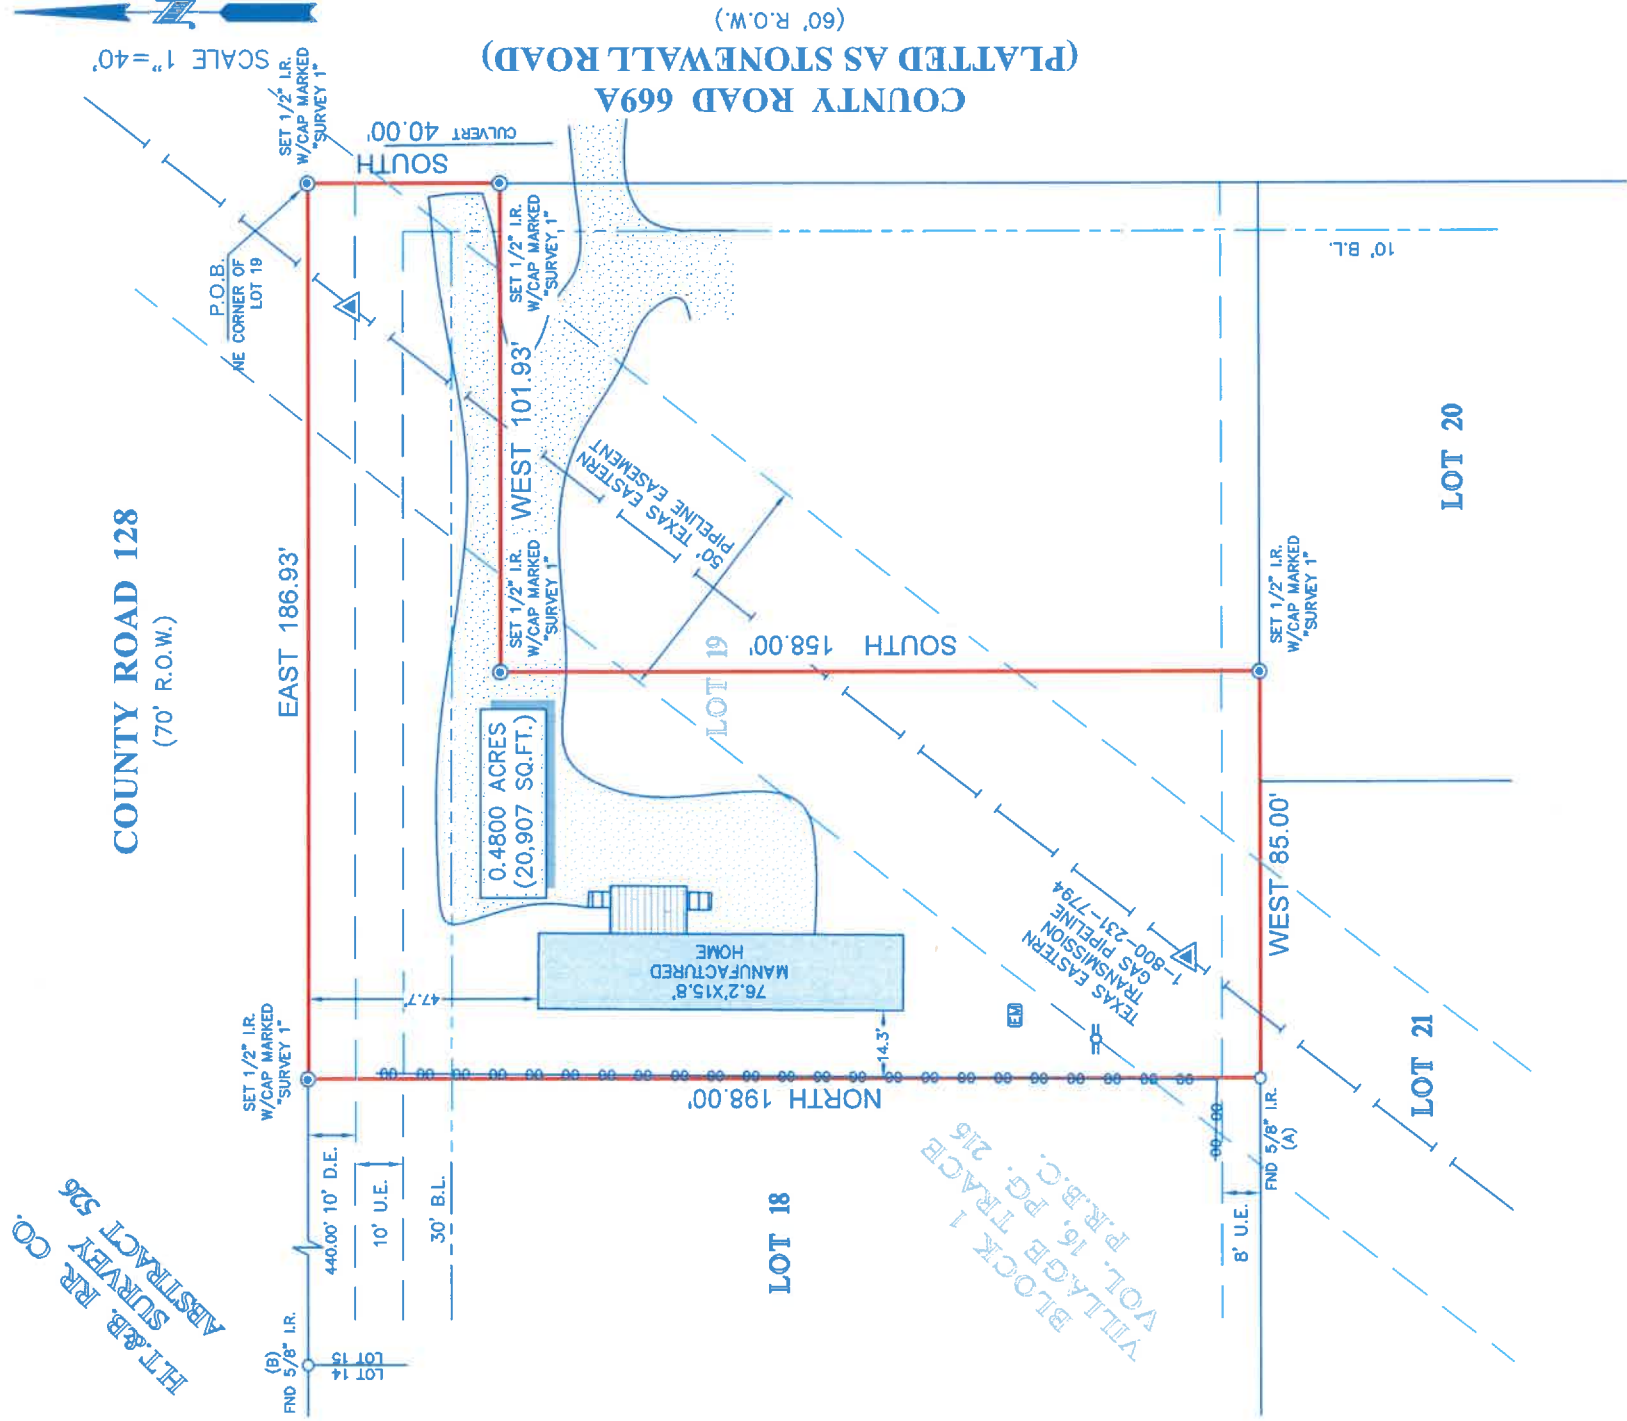 SCALE 1"=40'
COUNTY ROAD 669A
(PLATTED AS STONEWALL ROAD)
(60' R.O.W.)
COUNTY ROAD 128
(70' R.O.W.)
P.O.B.
NE CORNER OF
LOT 19
SET 1/2" I.R.
W/CAP MARKED
"SURVEY 1"
SOUTH 40.00'
CULVERT
SET 1/2" I.R.
W/CAP MARKED
"SURVEY 1"
WEST 101.93'
SET 1/2" I.R.
W/CAP MARKED
"SURVEY 1"
EAST 186.93'
10' B.L.
50' TEXAS EASTERN
PIPELINE EASEMENT
LOT 19
SOUTH 158.00'
LOT 20
SET 1/2" I.R.
W/CAP MARKED
"SURVEY 1"
0.4800 ACRES
(20,907 SQ.FT.)
76.2'X15.8'
MANUFACTURED
HOME
47.7'
14.3'
EM
TEXAS EASTERN
TRANSMISSION
GAS PIPELINE
1-800-231-7794
WEST 85.00'
LOT 21
SET 1/2" I.R.
W/CAP MARKED
"SURVEY 1"
NORTH 198.00'
FND 5/8" I.R.
(A)
8' U.E.
440.00'
10' D.E.
10' U.E.
30' B.L.
LOT 18
BLOCK 1
VILLAGE TRACE
VOL. 16, PG. 216
P.R.B.C.
H.T.&B. RR CO.
SURVEY
ABSTRACT 526
(B)
FND 5/8" I.R.
LOT 14
LOT 15